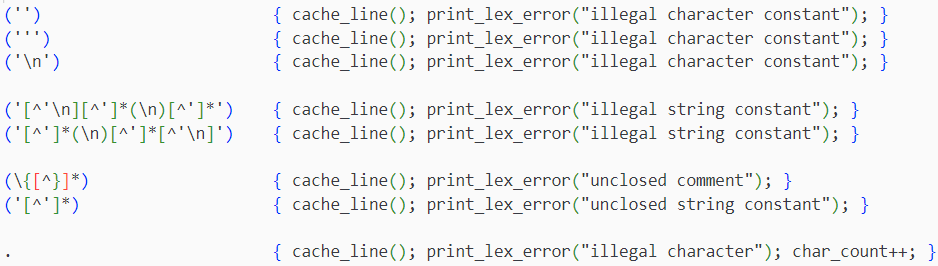 ('') { cache_line(); print_lex_error("illegal character constant"); }
(''') { cache_line(); print_lex_error("illegal character constant"); }
('\n') { cache_line(); print_lex_error("illegal character constant"); }
('[^'\n][^']*(\n)[^']*') { cache_line(); print_lex_error("illegal string constant"); }
('[^']*(\n)[^']*[^'\n]') { cache_line(); print_lex_error("illegal string constant"); }
(\{[^}]*) { cache_line(); print_lex_error("unclosed comment"); }
('[^']*) { cache_line(); print_lex_error("unclosed string constant"); }
. { cache_line(); print_lex_error("illegal character"); char_count++; }